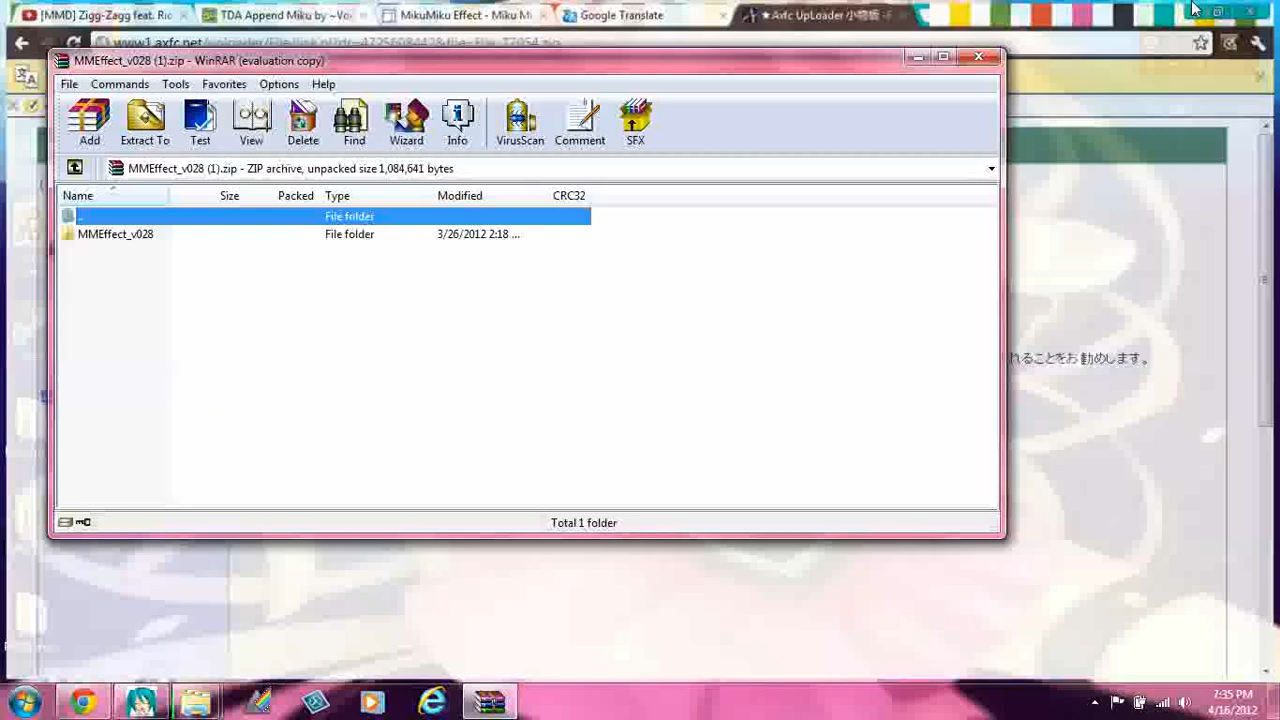 [MMD] Zigg-Zagg feat. Ric
TDA Append Miku by ~Vo
MikuMiku Effect - Miku Mi
Google Translate
★Axfc UpLoader 小物板
MMEffect_v028 (1).zip - WinRAR (evaluation copy)
File Commands Tools Favorites Options Help
Add Extract To Test View Delete Find Wizard Info VirusScan Comment SFX
MMEffect_v028 (1).zip - ZIP archive, unpacked size 1,084,641 bytes
Name Size Packed Type Modified CRC32
.. File folder
MMEffect_v028 File folder 3/26/2012 2:18 ...
れることをお勧めします。
Total 1 folder
7:35 PM
4/16/2012